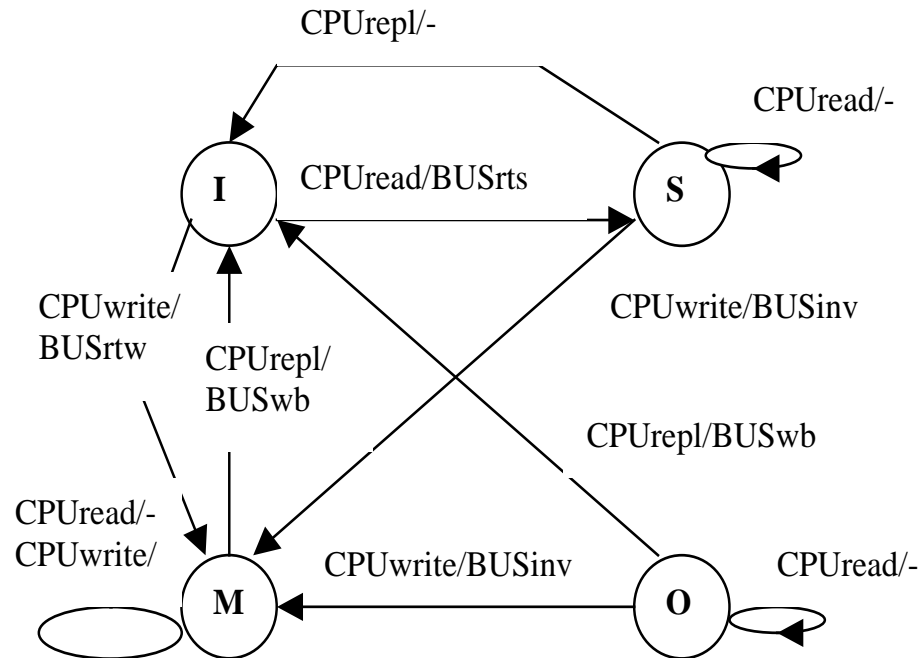 CPUrepl/-
CPUread/-
I
CPUread/BUSrts
S
CPUwrite/
BUSrtw
CPUrepl/
BUSwb
CPUwrite/BUSinv
CPUrepl/BUSwb
CPUread/-
CPUwrite/
CPUwrite/BUSinv
CPUread/-
M
O